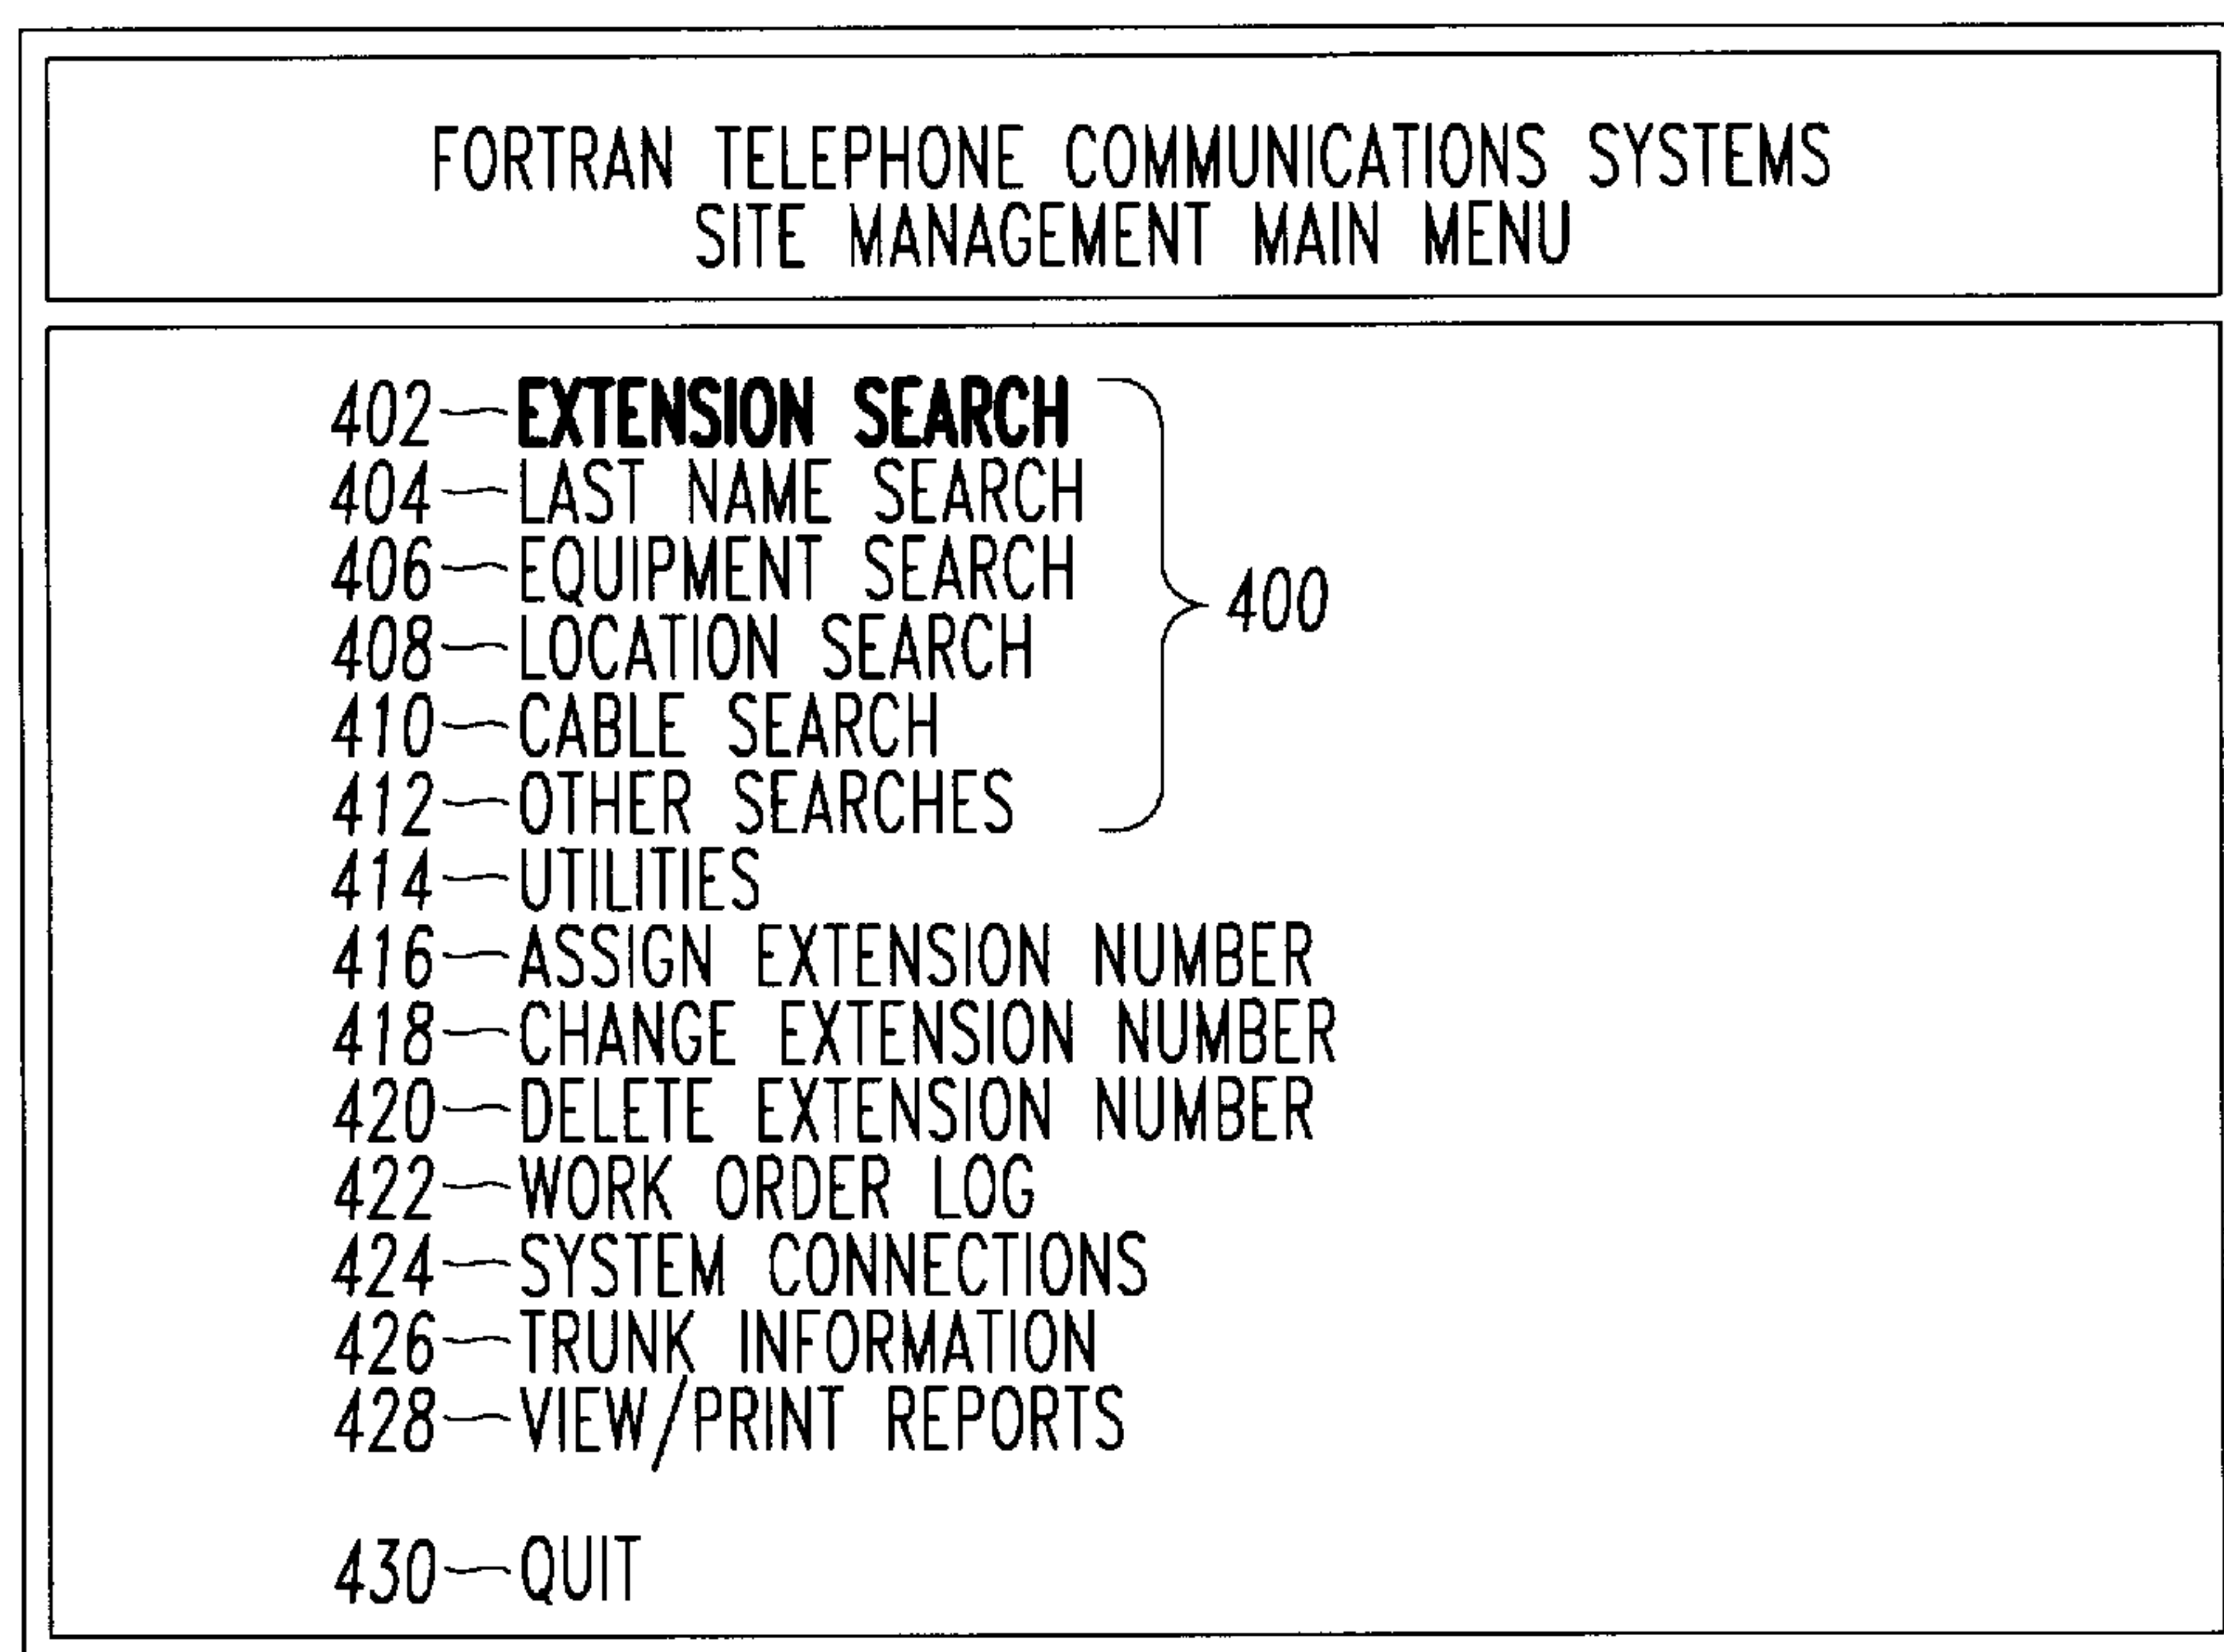 FORTRAN TELEPHONE COMMUNICATIONS SYSTEMS
SITE MANAGEMENT MAIN MENU
402 EXTENSION SEARCH
404 LAST NAME SEARCH
406 EQUIPMENT SEARCH
400
408 LOCATION SEARCH
410 CABLE SEARCH
412 OTHER SEARCHES
414 UTILITIES
416 ASSIGN EXTENSION NUMBER
418 CHANGE EXTENSION NUMBER
420 DELETE EXTENSION NUMBER
422 WORK ORDER LOG
424 SYSTEM CONNECTIONS
426 TRUNK INFORMATION
428 VIEW/PRINT REPORTS
430 QUIT